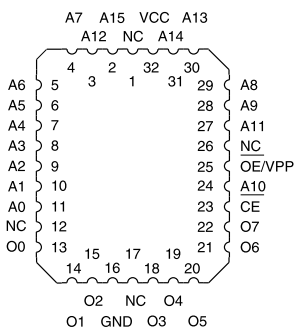 A7 A15 VCC A13
A12 NC A14
4 2 32 30
3 1 31
A6 5 29 A8
A5 6 28 A9
A4 7 27 A11
A3 8 26 NC
A2 9 25 OE/VPP
A1 10 24 A10
A0 11 23 CE
NC 12 22 O7
O0 13 21 O6
15 17 19
14 16 18 20
O2 NC O4
O1 GND O3 O5